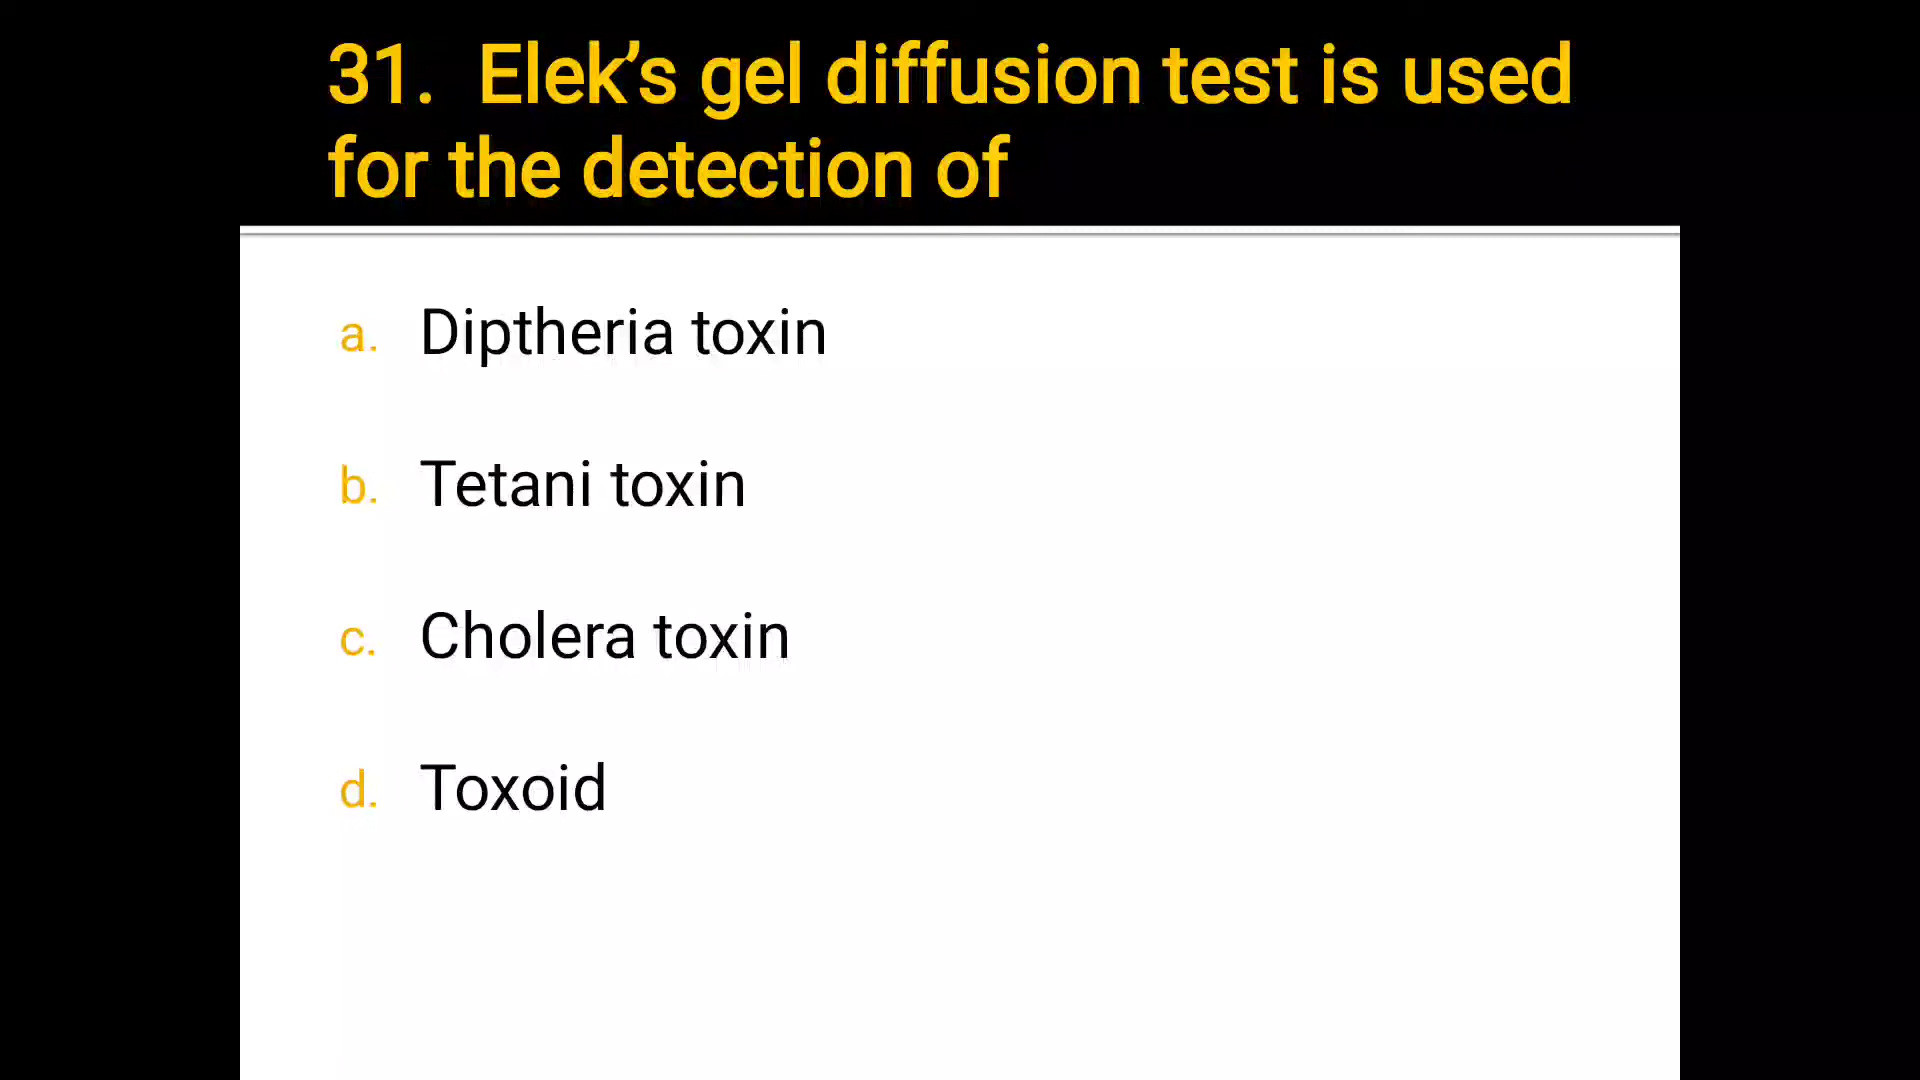 31. Elek’s gel diffusion test is used
for the detection of
a. Diptheria toxin
b. Tetani toxin
c. Cholera toxin
d. Toxoid